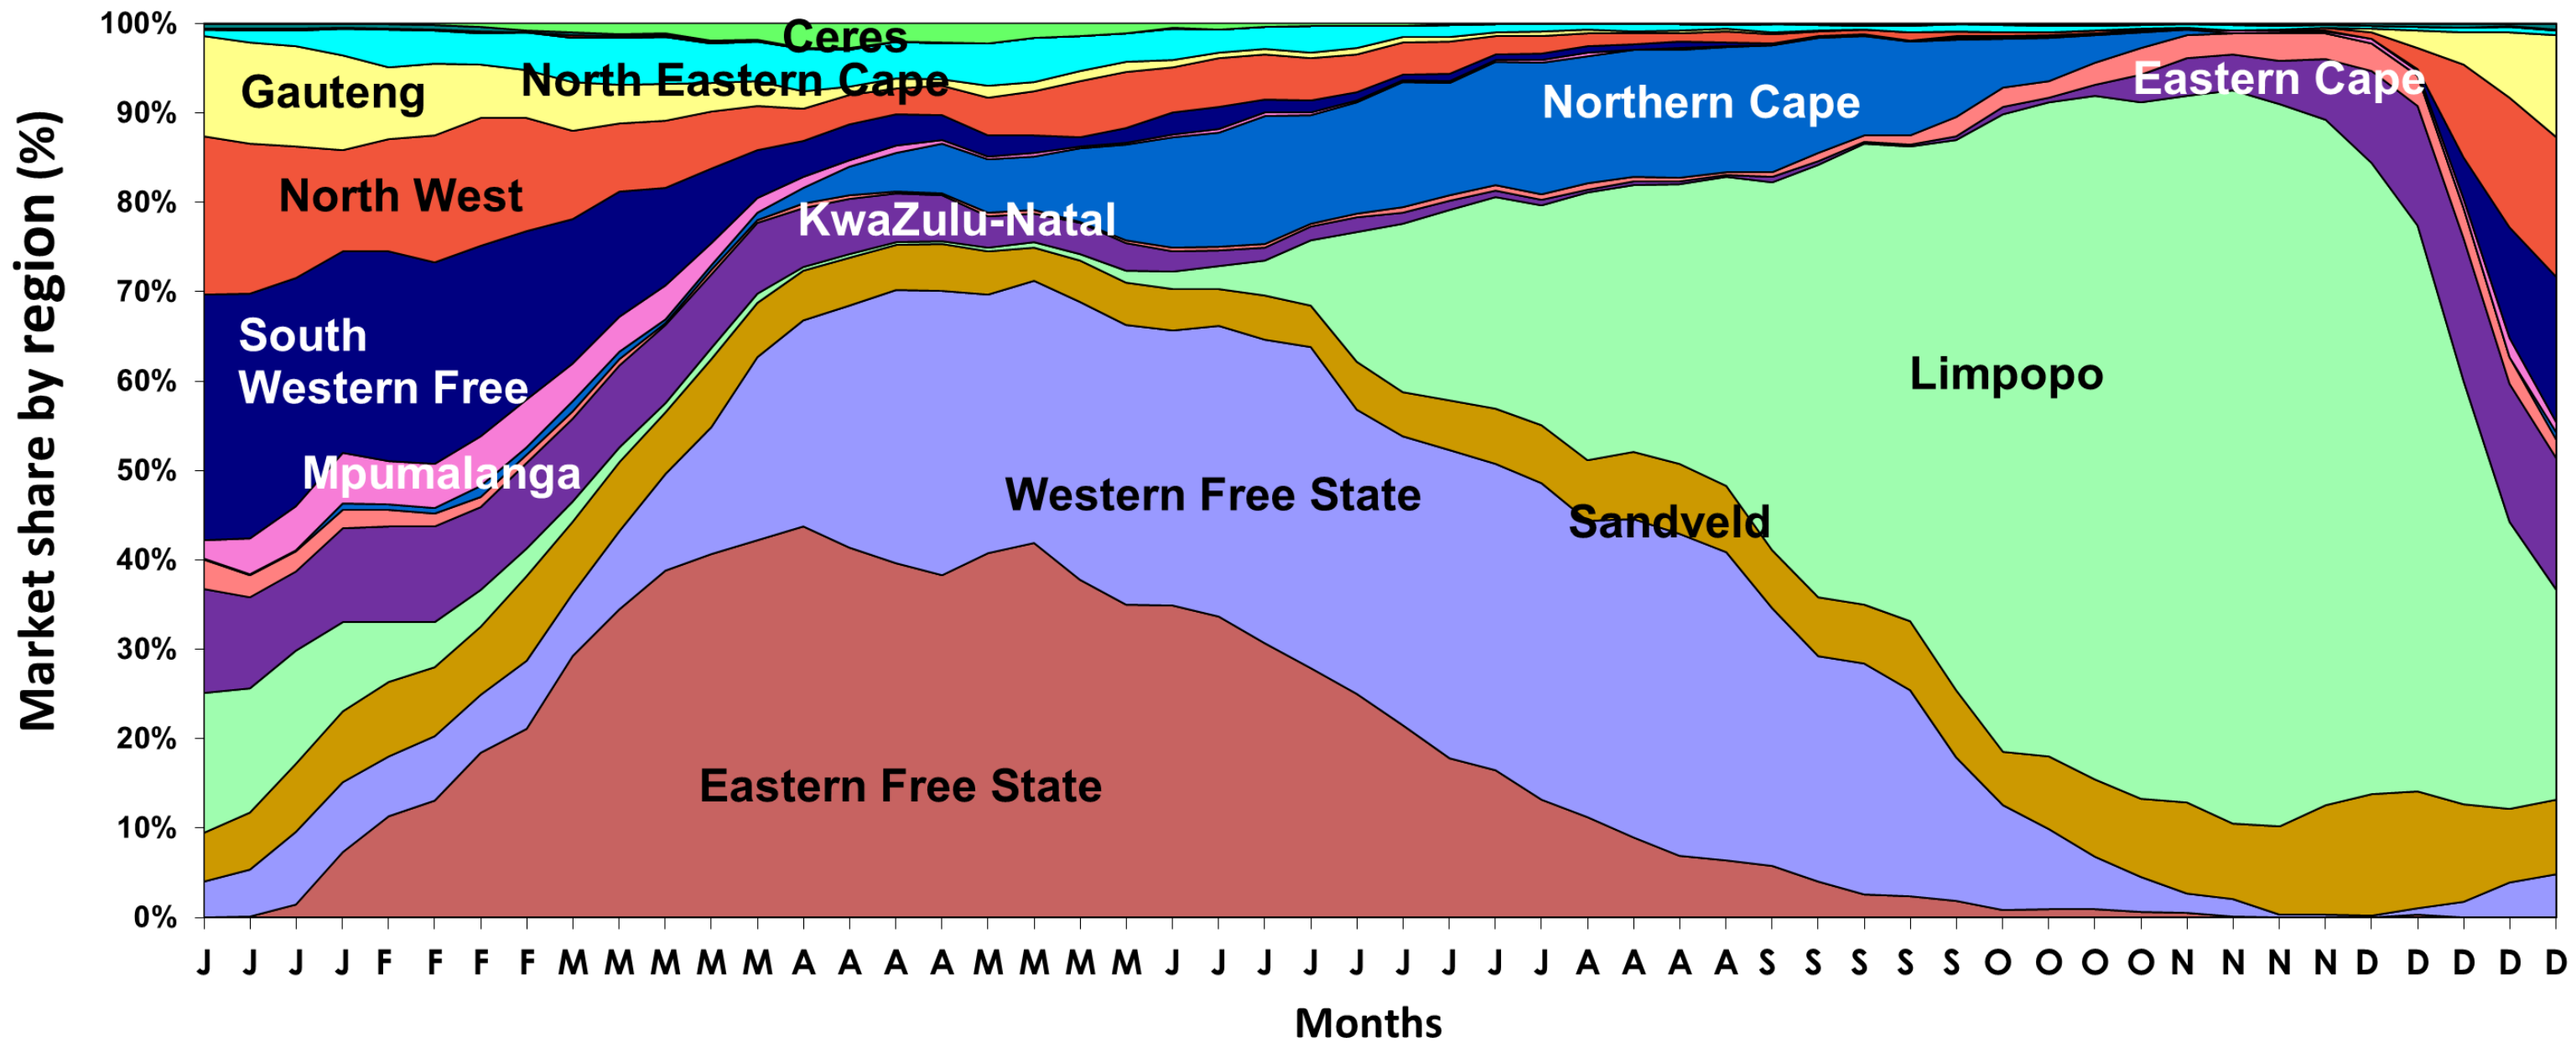 100%
90%
80%
70%
60%
50%
40%
30%
20%
10%
0%
Market share by region (%)
Ceres
North Eastern Cape
Gauteng
Eastern Cape
Northern Cape
North West
KwaZulu-Natal
South
Western Free
Limpopo
Mpumalanga
Western Free State
Sandveld
Eastern Free State
J J J J F F F F M M M M M A A A A M M M M J J J J J J J J J A A A A S S S S S O O O O N N N N D D D D D
Months